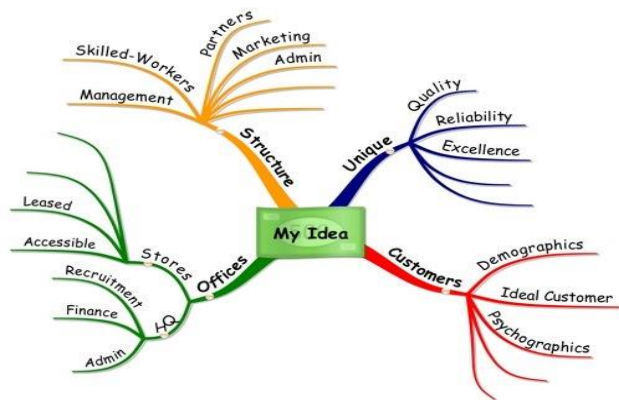 My Idea
Structure
Management
Skilled-Workers
Partners
Marketing
Admin
Unique
Quality
Reliability
Excellence
Customers
Demographics
Ideal Customer
Psychographics
Offices
Stores
Leased
Accessible
HQ
Recruitment
Finance
Admin